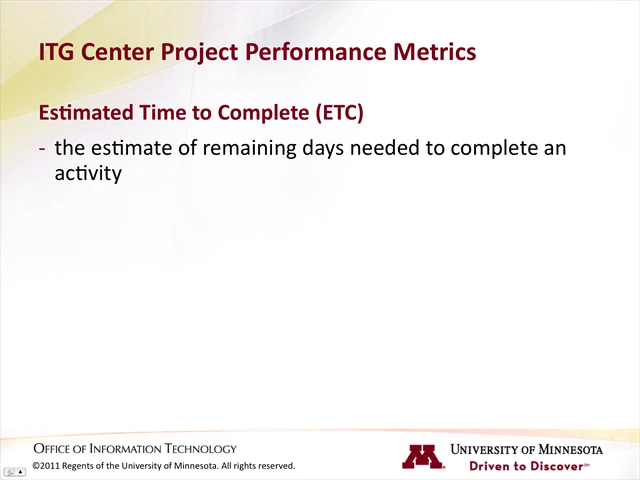 ITG Center Project Performance Metrics
Estimated Time to Complete (ETC)
- the estimate of remaining days needed to complete an
activity
OFFICE OF INFORMATION TECHNOLOGY
©2011 Regents of the University of Minnesota. All rights reserved.
M
UNIVERSITY OF MINNESOTA
Driven to Discover℠